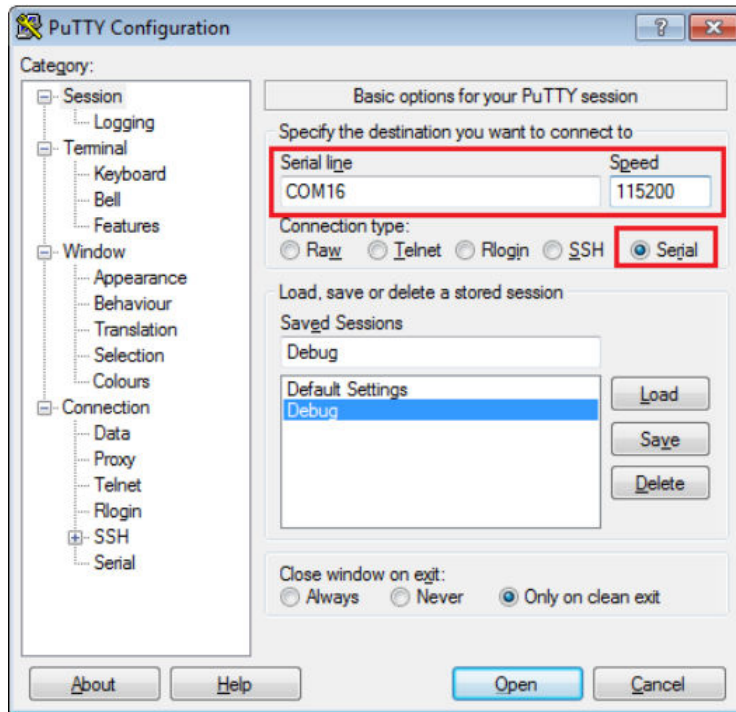 PuTTY Configuration
Category:
Session
Logging
Terminal
Keyboard
Bell
Features
Window
Appearance
Behaviour
Translation
Selection
Colours
Connection
Data
Proxy
Telnet
Rlogin
SSH
Serial
Basic options for your PuTTY session
Specify the destination you want to connect to
Serial line Speed
COM16 115200
Connection type:
Raw Telnet Rlogin SSH Serial
Load, save or delete a stored session
Saved Sessions
Debug
Default Settings
Debug
Load
Save
Delete
Close window on exit:
Always Never Only on clean exit
About Help Open Cancel